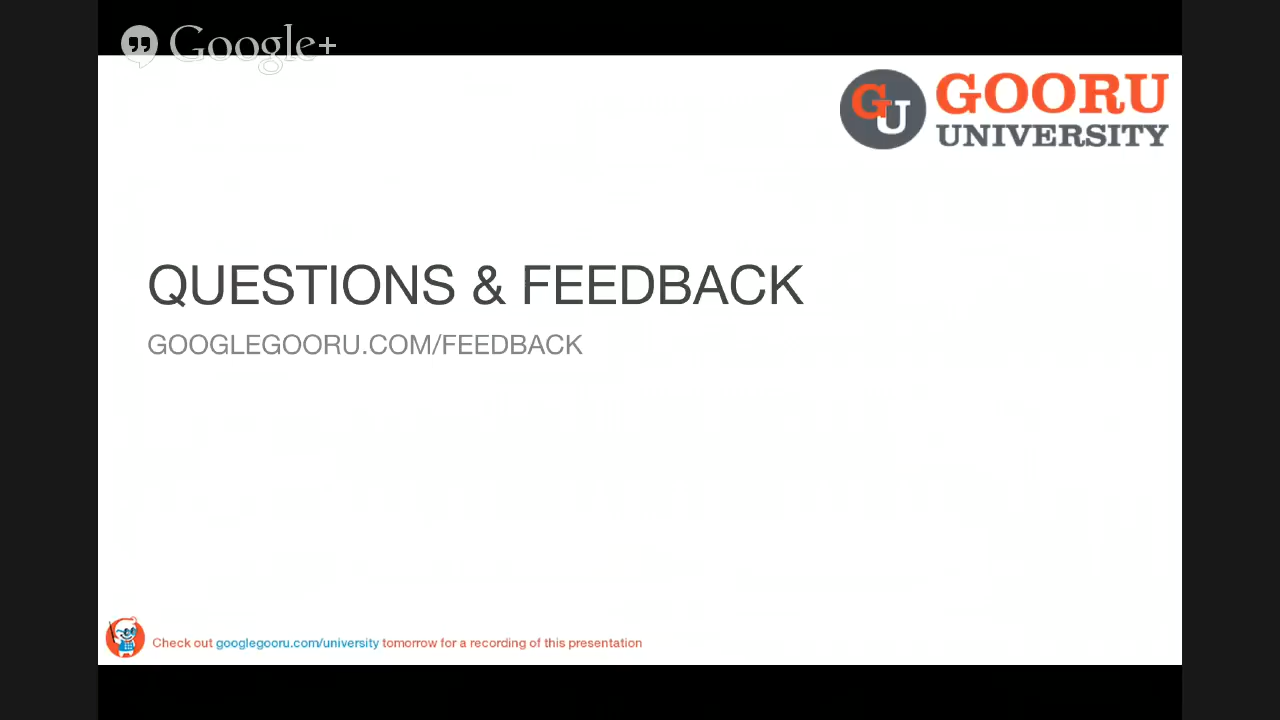 Google+
GU
GOORU
UNIVERSITY
QUESTIONS & FEEDBACK
GOOGLEGOORU.COM/FEEDBACK
Check out googlegooru.com/university tomorrow for a recording of this presentation